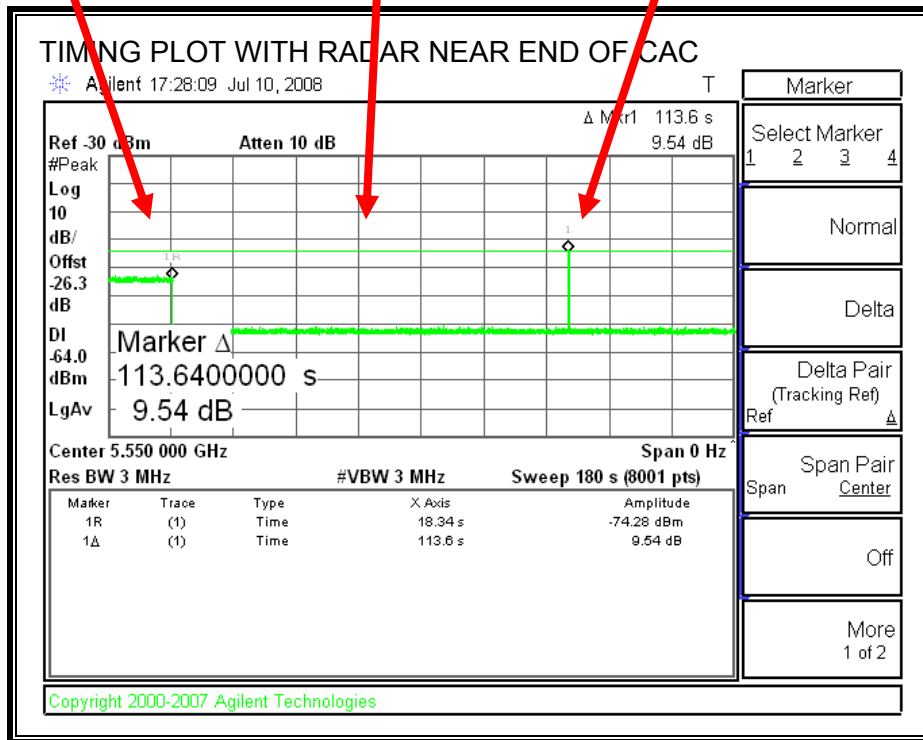 TIMING PLOT WITH RADAR NEAR END OF CAC
Agilent 17:28:09 Jul 10, 2008 T
Δ Mkr1 113.6 s
Ref -30 dBm Atten 10 dB 9.54 dB
#Peak
Log
10
dB/
Offst
-26.3
dB
DI
-64.0
dBm
LgAv
1R
1
Marker Δ
113.6400000 s
9.54 dB
Center 5.550 000 GHz Span 0 Hz
Res BW 3 MHz #VBW 3 MHz Sweep 180 s (8001 pts)
Marker Trace Type X Axis Amplitude
1R (1) Time 18.34 s -74.28 dBm
1Δ (1) Time 113.6 s 9.54 dB
Marker
Select Marker
1 2 3 4
Normal
Delta
Delta Pair
(Tracking Ref)
Ref Δ
Span Pair
Span Center
Off
More
1 of 2
Copyright 2000-2007 Agilent Technologies